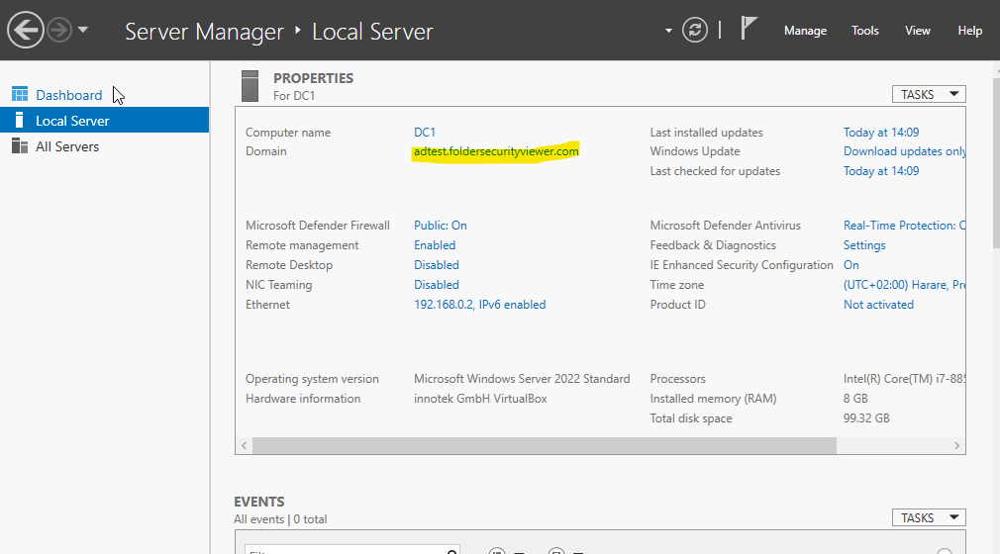 Server Manager ‣ Local Server
Manage Tools View Help
Dashboard
Local Server
All Servers
PROPERTIES
For DC1
TASKS
Computer name DC1
Domain adtest.foldersecurityviewer.com
Last installed updates Today at 14:09
Windows Update Download updates only
Last checked for updates Today at 14:09
Microsoft Defender Firewall Public: On
Remote management Enabled
Remote Desktop Disabled
NIC Teaming Disabled
Ethernet 192.168.0.2, IPv6 enabled
Microsoft Defender Antivirus Real-Time Protection:
Feedback & Diagnostics Settings
IE Enhanced Security Configuration On
Time zone (UTC+02:00) Harare,
Product ID Not activated
Operating system version Microsoft Windows Server 2022 Standard
Hardware information innotek GmbH VirtualBox
Processors Intel(R) Core(TM)
Installed memory (RAM) 8 GB
Total disk space 99.32 GB
EVENTS
All events | 0 total
TASKS